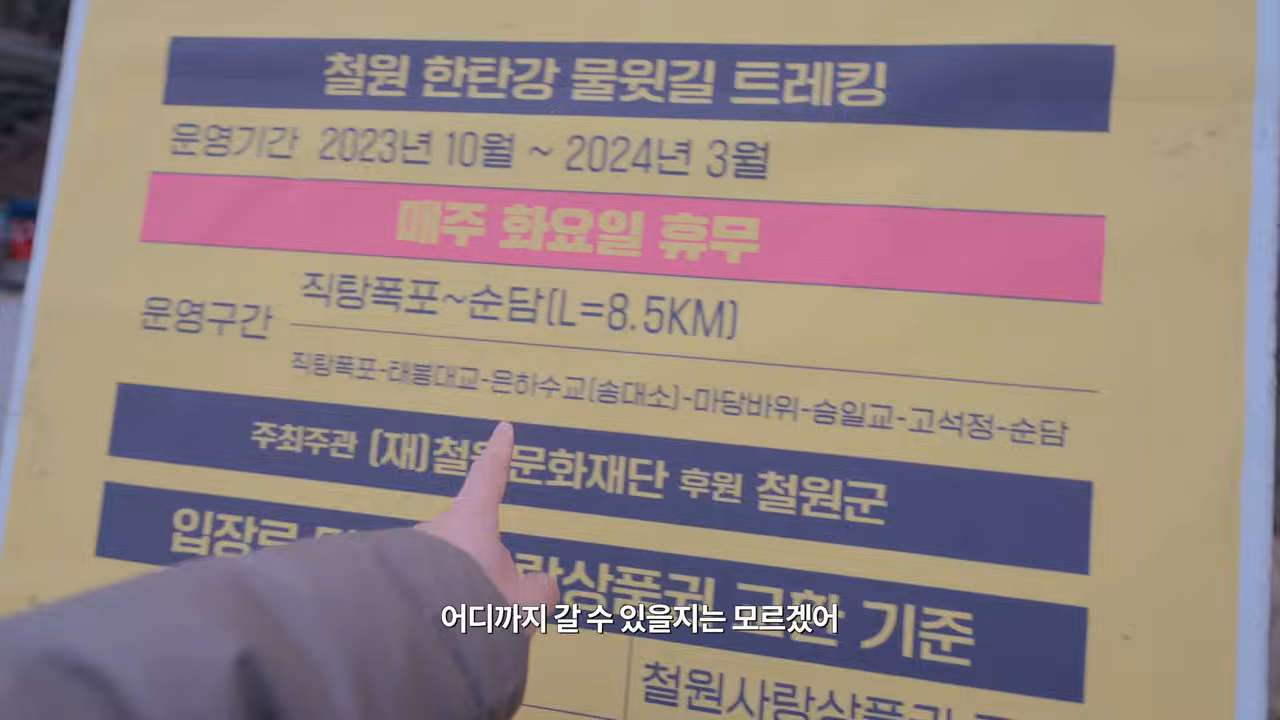 철원 한탄강 물윗길 트레킹
운영기간 2023년 10월 ~ 2024년 3월
매주 화요일 휴무
운영구간 직탕폭포~순담(L=8.5KM)
직탕폭포-태봉대교-은하수교(송대소)-마당바위-승일교-고석정-순담
주최주관 (재)철원문화재단 후원 철원군
입장료 사랑상품권 교환 기준
어디까지 갈 수 있을지는 모르겠어
철원사랑상품권